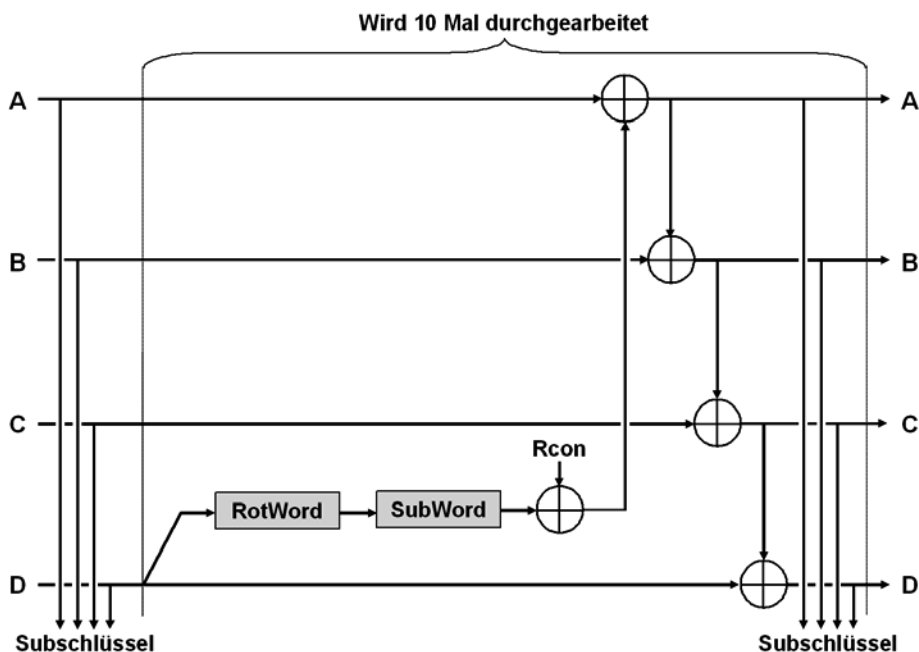 Wird 10 Mal durchgearbeitet
A A
B B
C C
Rcon
RotWord SubWord
D D
Subschlüssel Subschlüssel